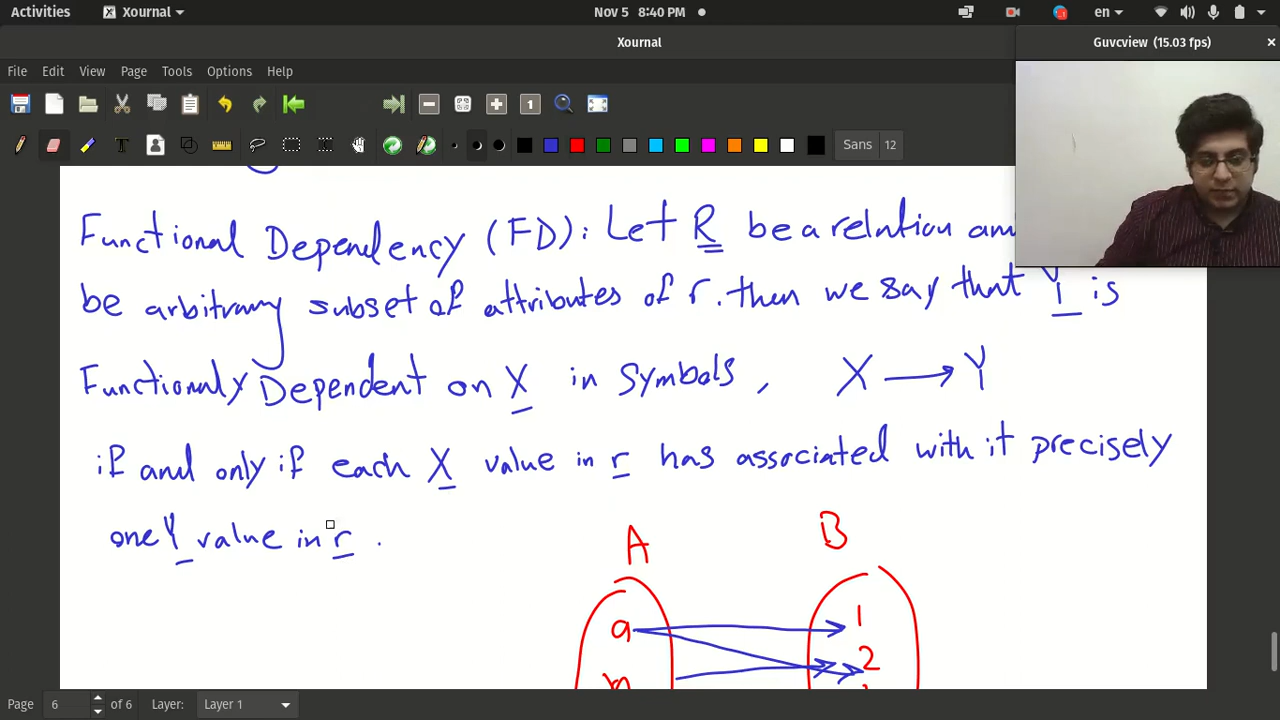 Activities Xournal Nov 5 8:40 PM en
Xournal
Guvcview (15.03 fps)
File Edit View Page Tools Options Help
Sans 12
Functional Dependency (FD): Let R be a relation an
be arbitrary subset of attributes of r. then we say that Y is
Functionaly Dependent on X in symbols, X → Y
if and only if each X value in r has associated with it precisely
one Y value in r.
A B
a 1
2
Page 6 of 6 Layer: Layer 1